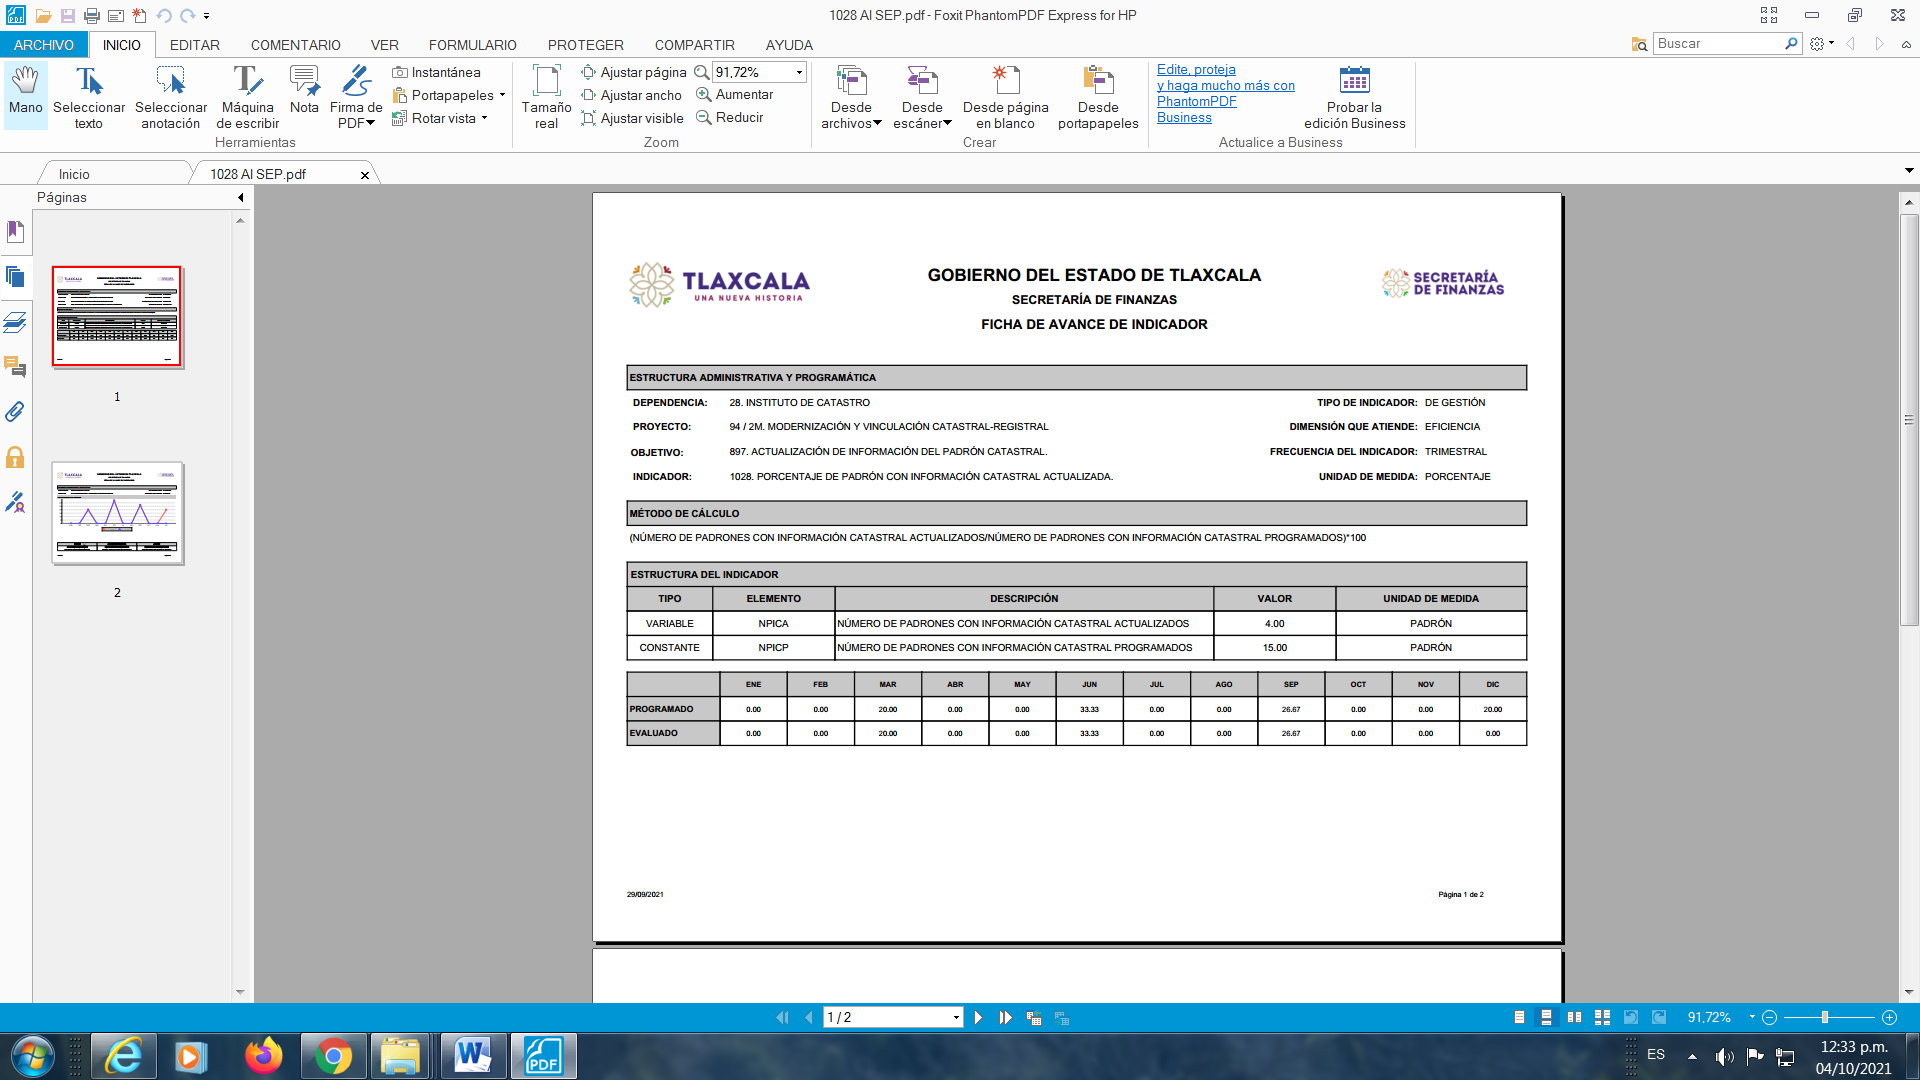 1028 AI SEP.pdf - Foxit PhantomPDF Express for HP
ARCHIVO INICIO EDITAR COMENTARIO VER FORMULARIO PROTEGER COMPARTIR AYUDA
Buscar
Mano
Seleccionar texto
Seleccionar anotación
Máquina de escribir
Nota
Firma de PDF
Instantánea
Portapapeles
Rotar vista
Herramientas
Tamaño real
Ajustar página
Ajustar ancho
Ajustar visible
91,72%
Aumentar
Reducir
Zoom
Desde archivos
Desde escáner
Desde página en blanco
Desde portapapeles
Crear
Edite, proteja
y haga mucho más con
PhantomPDF
Business
Probar la edición Business
Actualice a Business
Inicio
1028 AI SEP.pdf
Páginas
1
2
TLAXCALA
UNA NUEVA HISTORIA
GOBIERNO DEL ESTADO DE TLAXCALA
SECRETARÍA DE FINANZAS
FICHA DE AVANCE DE INDICADOR
SECRETARÍA
DE FINANZAS
ESTRUCTURA ADMINISTRATIVA Y PROGRAMÁTICA
DEPENDENCIA: 28. INSTITUTO DE CATASTRO TIPO DE INDICADOR: DE GESTIÓN
PROYECTO: 94 / 2M. MODERNIZACIÓN Y VINCULACIÓN CATASTRAL-REGISTRAL DIMENSIÓN QUE ATIENDE: EFICIENCIA
OBJETIVO: 897. ACTUALIZACIÓN DE INFORMACIÓN DEL PADRÓN CATASTRAL. FRECUENCIA DEL INDICADOR: TRIMESTRAL
INDICADOR: 1028. PORCENTAJE DE PADRÓN CON INFORMACIÓN CATASTRAL ACTUALIZADA. UNIDAD DE MEDIDA: PORCENTAJE
MÉTODO DE CÁLCULO
(NÚMERO DE PADRONES CON INFORMACIÓN CATASTRAL ACTUALIZADOS/NÚMERO DE PADRONES CON INFORMACIÓN CATASTRAL PROGRAMADOS)*100
ESTRUCTURA DEL INDICADOR
TIPO ELEMENTO DESCRIPCIÓN VALOR UNIDAD DE MEDIDA
VARIABLE NPICA NÚMERO DE PADRONES CON INFORMACIÓN CATASTRAL ACTUALIZADOS 4.00 PADRÓN
CONSTANTE NPICP NÚMERO DE PADRONES CON INFORMACIÓN CATASTRAL PROGRAMADOS 15.00 PADRÓN
ENE FEB MAR ABR MAY JUN JUL AGO SEP OCT NOV DIC
PROGRAMADO 0.00 0.00 20.00 0.00 0.00 33.33 0.00 0.00 26.67 0.00 0.00 20.00
EVALUADO 0.00 0.00 20.00 0.00 0.00 33.33 0.00 0.00 26.67 0.00 0.00 0.00
29/09/2021 Página 1 de 2
1 / 2
91,72%
ES
12:33 p.m.
04/10/2021